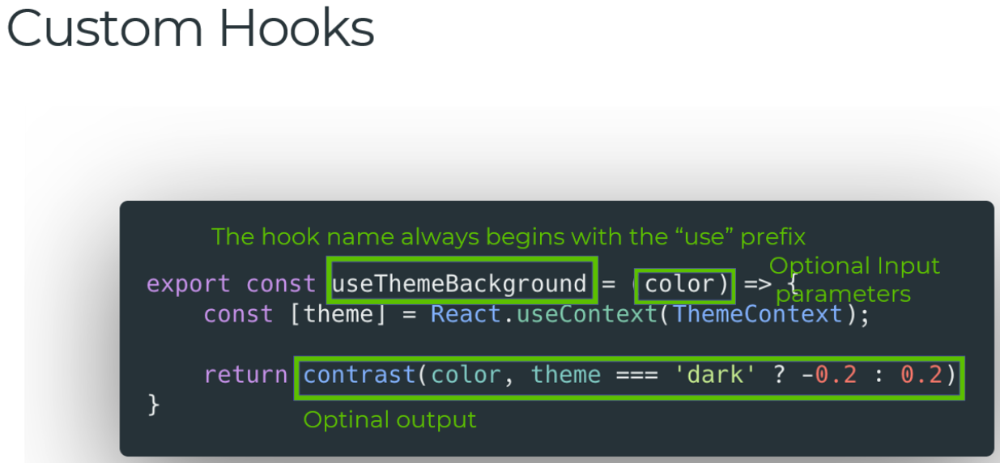 Custom Hooks
The hook name always begins with the “use” prefix
export const useThemeBackground = (color) => {
Optional Input
parameters
const [theme] = React.useContext(ThemeContext);
return contrast(color, theme === 'dark' ? -0.2 : 0.2)
}
Optinal output